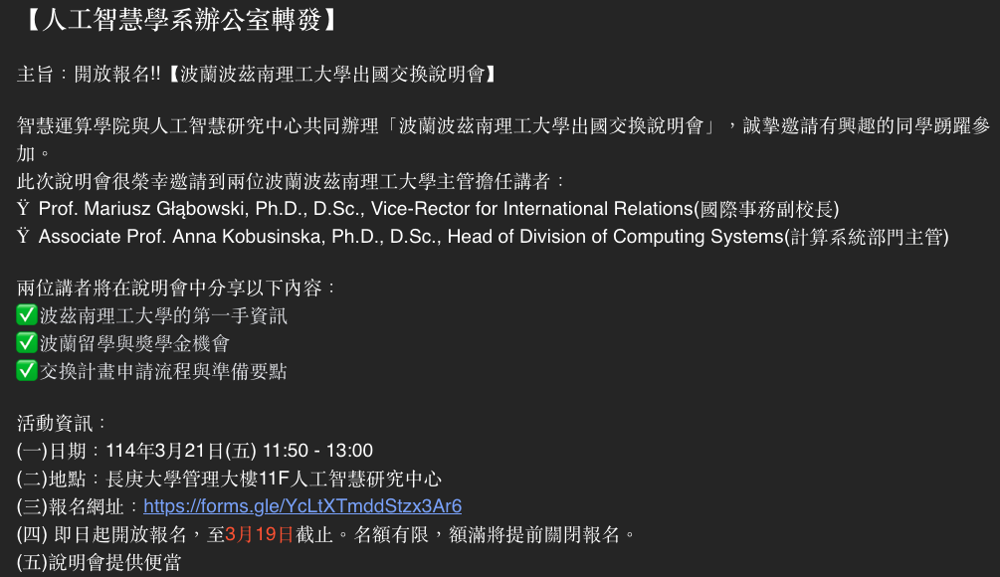 【人工智慧學系辦公室轉發】
主旨：開放報名!!【波蘭波茲南理工大學出國交換說明會】
智慧運算學院與人工智慧研究中心共同辦理「波蘭波茲南理工大學出國交換說明會」，誠摯邀請有興趣的同學踴躍參
加。
此次說明會很榮幸邀請到兩位波蘭波茲南理工大學主管擔任講者：
Ÿ Prof. Mariusz Głąbowski, Ph.D., D.Sc., Vice-Rector for International Relations(國際事務副校長)
Ÿ Associate Prof. Anna Kobusinska, Ph.D., D.Sc., Head of Division of Computing Systems(計算系統部門主管)
兩位講者將在說明會中分享以下內容：
✅波茲南理工大學的第一手資訊
✅波蘭留學與獎學金機會
✅交換計畫申請流程與準備要點
活動資訊：
(一)日期：114年3月21日(五) 11:50 - 13:00
(二)地點：長庚大學管理大樓11F人工智慧研究中心
(三)報名網址：https://forms.gle/YcLtXTmddStzx3Ar6
(四) 即日起開放報名，至3月19日截止。名額有限，額滿將提前關閉報名。
(五)說明會提供便當